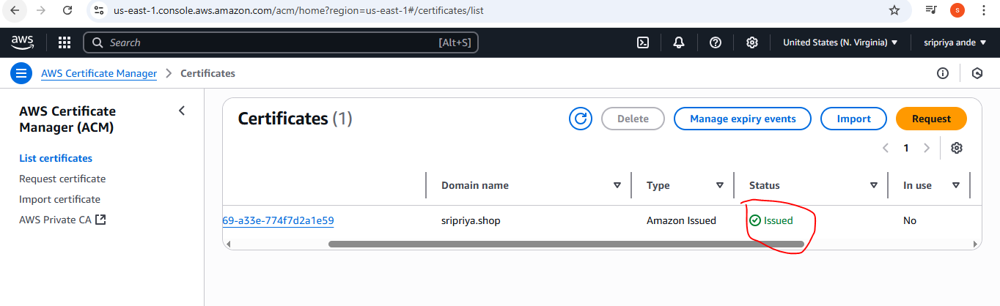 us-east-1.console.aws.amazon.com/acm/home?region=us-east-1#/certificates/list
S
aws
Search
[Alt+S]
United States (N. Virginia)
sripriya ande
AWS Certificate Manager
Certificates
AWS Certificate
Manager (ACM)
List certificates
Request certificate
Import certificate
AWS Private CA
Certificates (1)
Delete
Manage expiry events
Import
Request
1
Domain name
Type
Status
In use
69-a33e-774f7d2a1e59
sripriya.shop
Amazon Issued
Issued
No